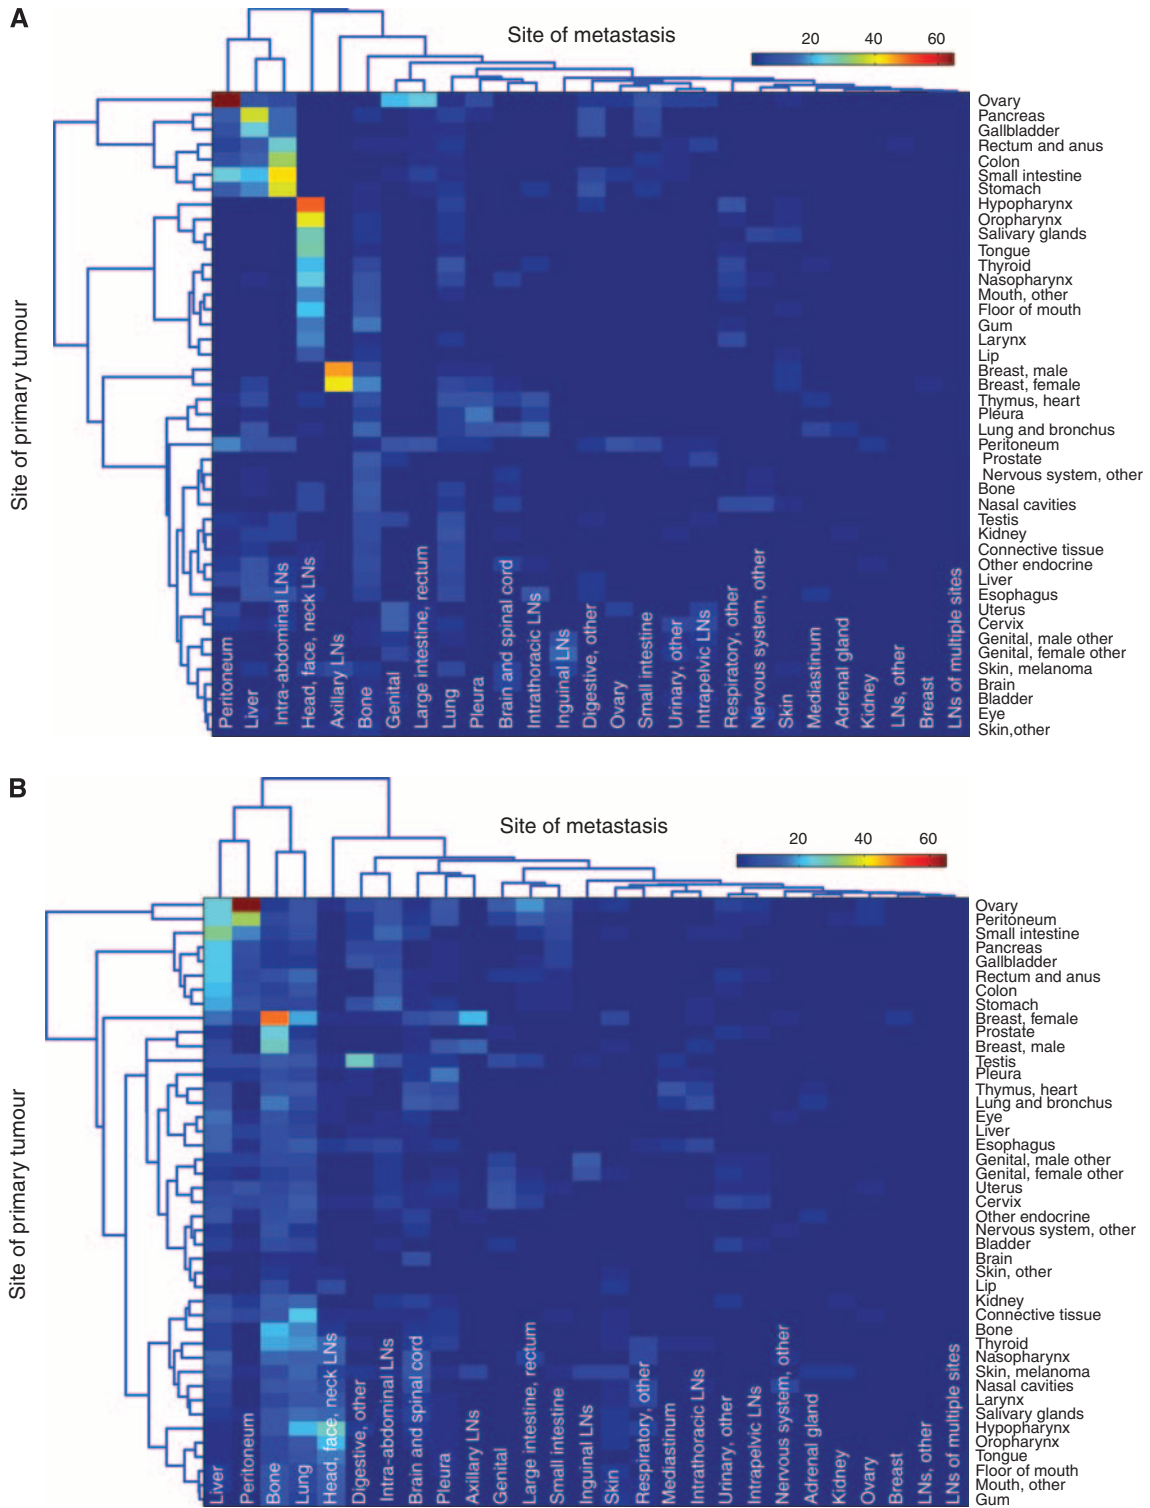 A
Site of metastasis
20 40 60
Site of primary tumour
Ovary
Pancreas
Gallbladder
Rectum and anus
Colon
Small intestine
Stomach
Hypopharynx
Oropharynx
Salivary glands
Tongue
Thyroid
Nasopharynx
Mouth, other
Floor of mouth
Gum
Larynx
Lip
Breast, male
Breast, female
Thymus, heart
Pleura
Lung and bronchus
Peritoneum
Prostate
Nervous system, other
Bone
Nasal cavities
Testis
Kidney
Connective tissue
Other endocrine
Liver
Esophagus
Uterus
Cervix
Genital, male other
Genital, female other
Skin, melanoma
Brain
Bladder
Eye
Skin,other
Peritoneum
Liver
Intra-abdominal LNs
Head, face, neck LNs
Axillary LNs
Bone
Genital
Large intestine, rectum
Lung
Pleura
Brain and spinal cord
Intrathoracic LNs
Inguinal LNs
Digestive, other
Ovary
Small intestine
Urinary, other
Intrapelvic LNs
Respiratory, other
Nervous system, other
Skin
Mediastinum
Adrenal gland
Kidney
LNs, other
Breast
LNs of multiple sites
B
Site of metastasis
20 40 60
Site of primary tumour
Ovary
Peritoneum
Small intestine
Pancreas
Gallbladder
Rectum and anus
Colon
Stomach
Breast, female
Prostate
Breast, male
Testis
Pleura
Thymus, heart
Lung and bronchus
Eye
Liver
Esophagus
Genital, male other
Genital, female other
Uterus
Cervix
Other endocrine
Nervous system, other
Bladder
Brain
Skin, other
Lip
Kidney
Connective tissue
Bone
Thyroid
Nasopharynx
Skin, melanoma
Nasal cavities
Larynx
Salivary glands
Hypopharynx
Oropharynx
Tongue
Floor of mouth
Mouth, other
Gum
Liver
Peritoneum
Bone
Lung
Head, face, neck LNs
Digestive, other
Intra-abdominal LNs
Brain and spinal cord
Pleura
Axillary LNs
Genital
Large intestine, rectum
Small intestine
Inguinal LNs
Skin
Respiratory, other
Mediastinum
Intrathoracic LNs
Urinary, other
Intrapelvic LNs
Nervous system, other
Adrenal gland
Kidney
Ovary
Breast
LNs, other
LNs of multiple sites